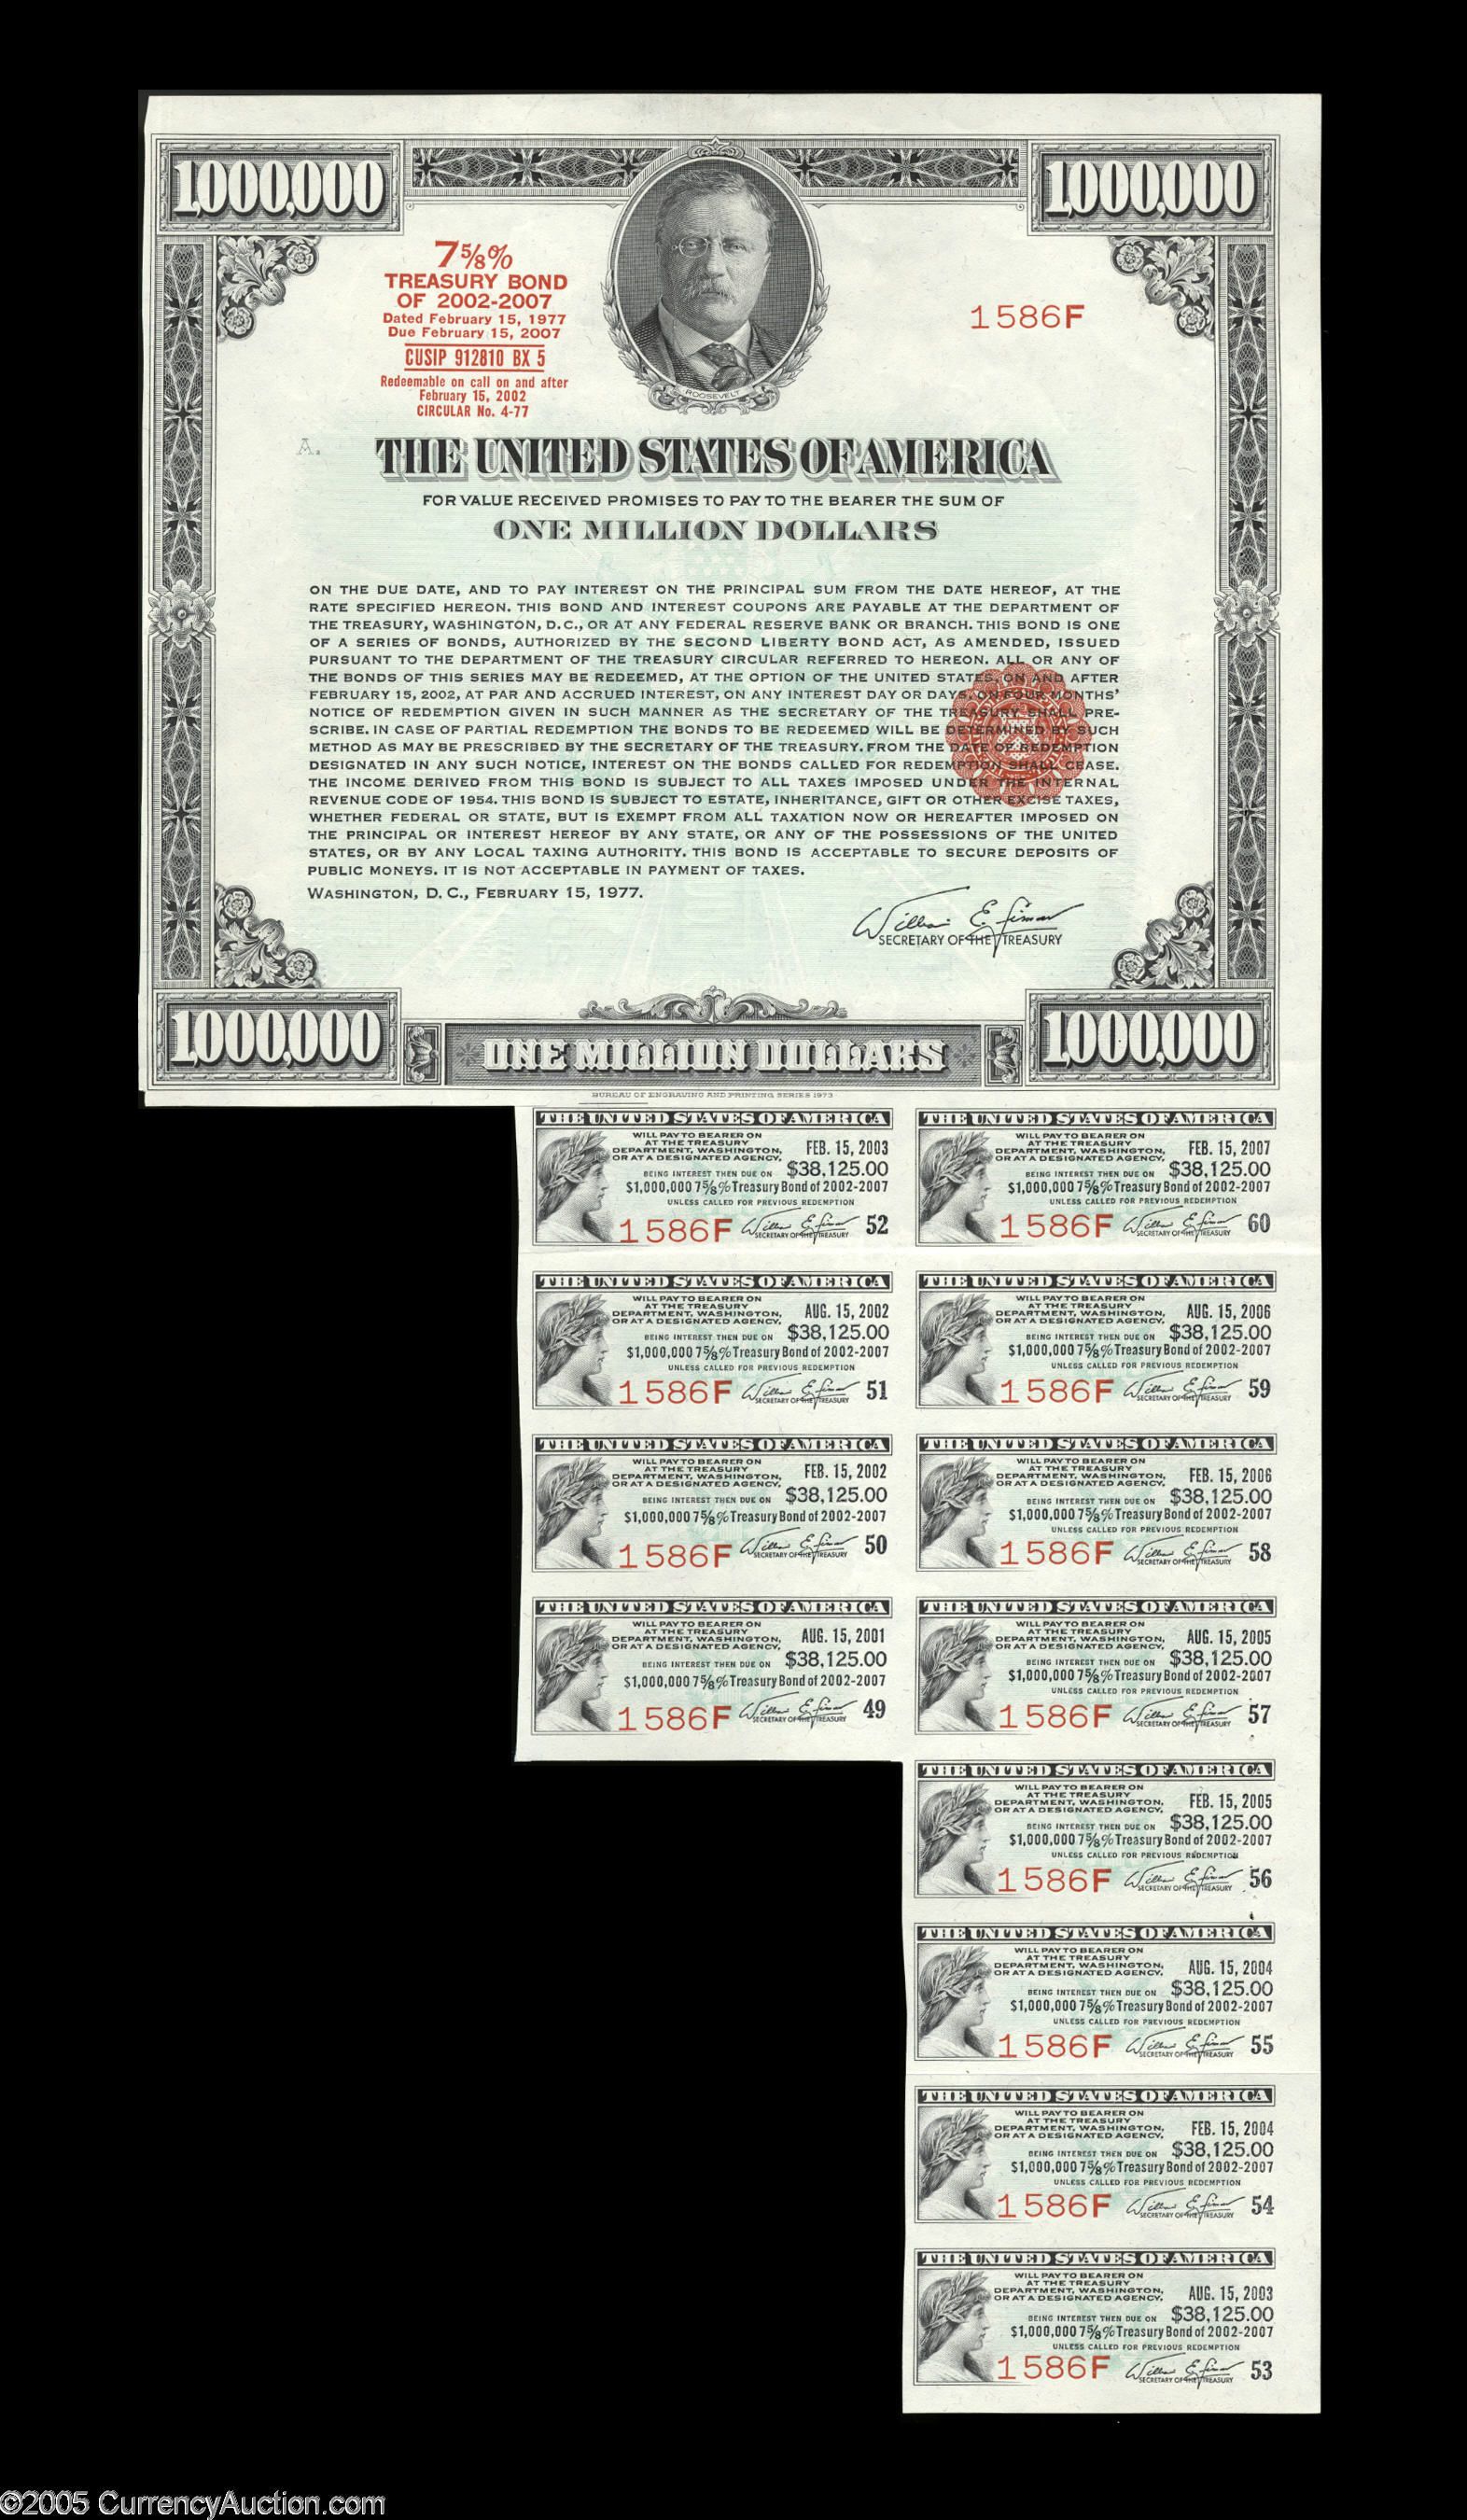 1,000,000
1,000,000
7⅝%
TREASURY BOND
OF 2002-2007
Dated February 15, 1977
Due February 15, 2007
CUSIP 912810 BX 5
Redeemable on call on and after
February 15, 2002
CIRCULAR No. 4-77
ROOSEVELT
1586F
A.
THE UNITED STATES OF AMERICA
FOR VALUE RECEIVED PROMISES TO PAY TO THE BEARER THE SUM OF
ONE MILLION DOLLARS
ON THE DUE DATE, AND TO PAY INTEREST ON THE PRINCIPAL SUM FROM THE DATE HEREOF, AT THE
RATE SPECIFIED HEREON. THIS BOND AND INTEREST COUPONS ARE PAYABLE AT THE DEPARTMENT OF
THE TREASURY, WASHINGTON, D.C., OR AT ANY FEDERAL RESERVE BANK OR BRANCH. THIS BOND IS ONE
OF A SERIES OF BONDS, AUTHORIZED BY THE SECOND LIBERTY BOND ACT, AS AMENDED, ISSUED
PURSUANT TO THE DEPARTMENT OF THE TREASURY CIRCULAR REFERRED TO HEREON. ALL OR ANY OF
THE BONDS OF THIS SERIES MAY BE REDEEMED, AT THE OPTION OF THE UNITED STATES, ON AND AFTER
FEBRUARY 15, 2002, AT PAR AND ACCRUED INTEREST, ON ANY INTEREST DAY OR DAYS, ON FOUR MONTHS'
NOTICE OF REDEMPTION GIVEN IN SUCH MANNER AS THE SECRETARY OF THE TREASURY SHALL PRE-
SCRIBE. IN CASE OF PARTIAL REDEMPTION THE BONDS TO BE REDEEMED WILL BE DETERMINED BY SUCH
METHOD AS MAY BE PRESCRIBED BY THE SECRETARY OF THE TREASURY. FROM THE DATE OF REDEMPTION
DESIGNATED IN ANY SUCH NOTICE, INTEREST ON THE BONDS CALLED FOR REDEMPTION SHALL CEASE.
THE INCOME DERIVED FROM THIS BOND IS SUBJECT TO ALL TAXES IMPOSED UNDER THE INTERNAL
REVENUE CODE OF 1954. THIS BOND IS SUBJECT TO ESTATE, INHERITANCE, GIFT OR OTHER EXCISE TAXES,
WHETHER FEDERAL OR STATE, BUT IS EXEMPT FROM ALL TAXATION NOW OR HEREAFTER IMPOSED ON
THE PRINCIPAL OR INTEREST HEREOF BY ANY STATE, OR ANY OF THE POSSESSIONS OF THE UNITED
STATES, OR BY ANY LOCAL TAXING AUTHORITY. THIS BOND IS ACCEPTABLE TO SECURE DEPOSITS OF
PUBLIC MONEYS. IT IS NOT ACCEPTABLE IN PAYMENT OF TAXES.
WASHINGTON, D. C., FEBRUARY 15, 1977.
William E. Simon
SECRETARY OF THE TREASURY
1,000,000
ONE MILLION DOLLARS
1,000,000
BUREAU OF ENGRAVING AND PRINTING, SERIES 1973
THE UNITED STATES OF AMERICA
WILL PAY TO BEARER ON
AT THE TREASURY
DEPARTMENT, WASHINGTON,
OR AT A DESIGNATED AGENCY,
FEB. 15, 2003
BEING INTEREST THEN DUE ON $38,125.00
$1,000,000 7⅝% Treasury Bond of 2002-2007
UNLESS CALLED FOR PREVIOUS REDEMPTION
1586F
William E. Simon
SECRETARY OF THE TREASURY
52
THE UNITED STATES OF AMERICA
WILL PAY TO BEARER ON
AT THE TREASURY
DEPARTMENT, WASHINGTON,
OR AT A DESIGNATED AGENCY,
FEB. 15, 2007
BEING INTEREST THEN DUE ON $38,125.00
$1,000,000 7⅝% Treasury Bond of 2002-2007
UNLESS CALLED FOR PREVIOUS REDEMPTION
1586F
William E. Simon
SECRETARY OF THE TREASURY
60
THE UNITED STATES OF AMERICA
WILL PAY TO BEARER ON
AT THE TREASURY
DEPARTMENT, WASHINGTON,
OR AT A DESIGNATED AGENCY,
AUG. 15, 2002
BEING INTEREST THEN DUE ON $38,125.00
$1,000,000 7⅝% Treasury Bond of 2002-2007
UNLESS CALLED FOR PREVIOUS REDEMPTION
1586F
William E. Simon
SECRETARY OF THE TREASURY
51
THE UNITED STATES OF AMERICA
WILL PAY TO BEARER ON
AT THE TREASURY
DEPARTMENT, WASHINGTON,
OR AT A DESIGNATED AGENCY,
AUG. 15, 2006
BEING INTEREST THEN DUE ON $38,125.00
$1,000,000 7⅝% Treasury Bond of 2002-2007
UNLESS CALLED FOR PREVIOUS REDEMPTION
1586F
William E. Simon
SECRETARY OF THE TREASURY
59
THE UNITED STATES OF AMERICA
WILL PAY TO BEARER ON
AT THE TREASURY
DEPARTMENT, WASHINGTON,
OR AT A DESIGNATED AGENCY,
FEB. 15, 2002
BEING INTEREST THEN DUE ON $38,125.00
$1,000,000 7⅝% Treasury Bond of 2002-2007
1586F
William E. Simon
SECRETARY OF THE TREASURY
50
THE UNITED STATES OF AMERICA
WILL PAY TO BEARER ON
AT THE TREASURY
DEPARTMENT, WASHINGTON,
OR AT A DESIGNATED AGENCY,
FEB. 15, 2006
BEING INTEREST THEN DUE ON $38,125.00
$1,000,000 7⅝% Treasury Bond of 2002-2007
UNLESS CALLED FOR PREVIOUS REDEMPTION
1586F
William E. Simon
SECRETARY OF THE TREASURY
58
THE UNITED STATES OF AMERICA
WILL PAY TO BEARER ON
AT THE TREASURY
DEPARTMENT, WASHINGTON,
OR AT A DESIGNATED AGENCY,
AUG. 15, 2001
BEING INTEREST THEN DUE ON $38,125.00
$1,000,000 7⅝% Treasury Bond of 2002-2007
1586F
William E. Simon
SECRETARY OF THE TREASURY
49
THE UNITED STATES OF AMERICA
WILL PAY TO BEARER ON
AT THE TREASURY
DEPARTMENT, WASHINGTON,
OR AT A DESIGNATED AGENCY,
AUG. 15, 2005
BEING INTEREST THEN DUE ON $38,125.00
$1,000,000 7⅝% Treasury Bond of 2002-2007
UNLESS CALLED FOR PREVIOUS REDEMPTION
1586F
William E. Simon
SECRETARY OF THE TREASURY
57
THE UNITED STATES OF AMERICA
WILL PAY TO BEARER ON
AT THE TREASURY
DEPARTMENT, WASHINGTON,
OR AT A DESIGNATED AGENCY,
FEB. 15, 2005
BEING INTEREST THEN DUE ON $38,125.00
$1,000,000 7⅝% Treasury Bond of 2002-2007
UNLESS CALLED FOR PREVIOUS REDEMPTION
1586F
William E. Simon
SECRETARY OF THE TREASURY
56
THE UNITED STATES OF AMERICA
WILL PAY TO BEARER ON
AT THE TREASURY
DEPARTMENT, WASHINGTON,
OR AT A DESIGNATED AGENCY,
AUG. 15, 2004
BEING INTEREST THEN DUE ON $38,125.00
$1,000,000 7⅝% Treasury Bond of 2002-2007
UNLESS CALLED FOR PREVIOUS REDEMPTION
1586F
William E. Simon
SECRETARY OF THE TREASURY
55
THE UNITED STATES OF AMERICA
WILL PAY TO BEARER ON
AT THE TREASURY
DEPARTMENT, WASHINGTON,
OR AT A DESIGNATED AGENCY,
FEB. 15, 2004
BEING INTEREST THEN DUE ON $38,125.00
$1,000,000 7⅝% Treasury Bond of 2002-2007
UNLESS CALLED FOR PREVIOUS REDEMPTION
1586F
William E. Simon
SECRETARY OF THE TREASURY
54
THE UNITED STATES OF AMERICA
WILL PAY TO BEARER ON
AT THE TREASURY
DEPARTMENT, WASHINGTON,
OR AT A DESIGNATED AGENCY,
AUG. 15, 2003
BEING INTEREST THEN DUE ON $38,125.00
$1,000,000 7⅝% Treasury Bond of 2002-2007
UNLESS CALLED FOR PREVIOUS REDEMPTION
1586F
William E. Simon
SECRETARY OF THE TREASURY
53
©2005 CurrencyAuction.com